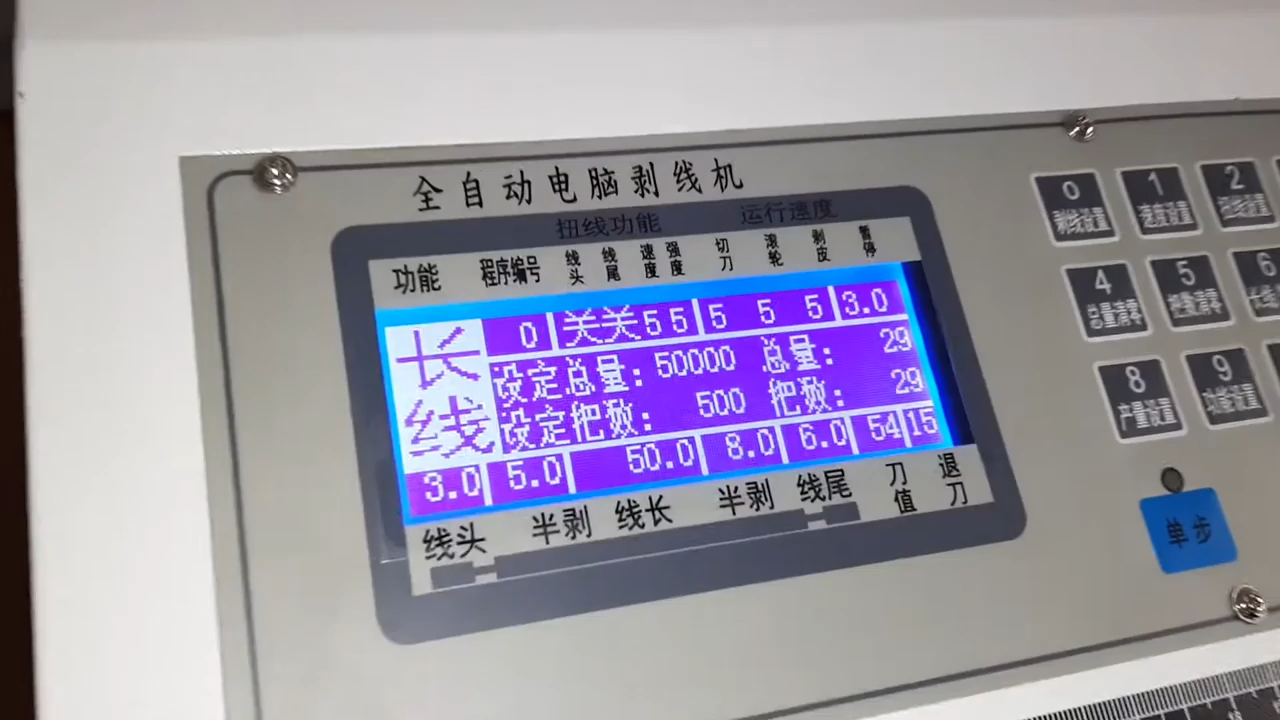 全自动电脑剥线机
扭线功能 运行速度
功能 程序编号 线头 线尾 速度 强度 切刀 滚轮 剥皮 暂停
长线 0 关关 5 5 5 5 5 3.0
设定总量: 50000 总量: 29
设定把数: 500 把数: 29
3.0 5.0 50.0 8.0 6.0 54 15
线头 半剥 线长 半剥 线尾 刀值 退刀
0 剥线设置 1 速度设置 2 扭线设置
4 总量清零 5 把数清零 6
8 产量设置 9 功能设置
单步